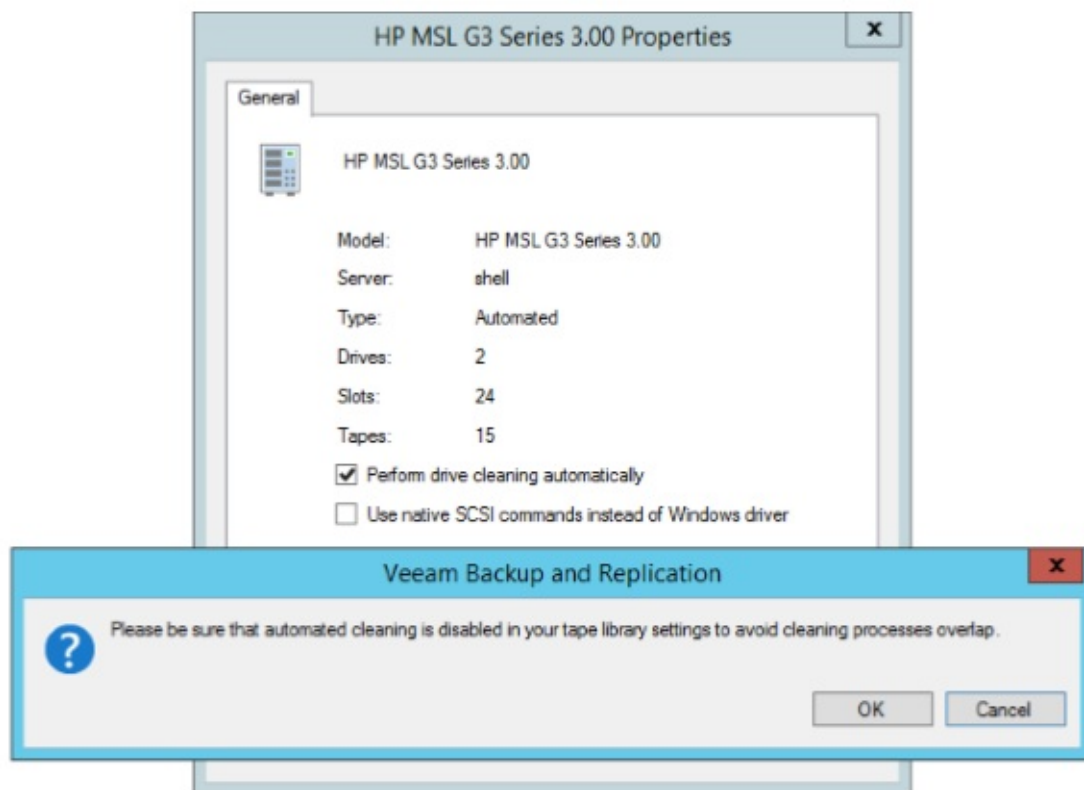 HP MSL G3 Series 3.00 Properties
x
General
HP MSL G3 Series 3.00
Model: HP MSL G3 Series 3.00
Server: shell
Type: Automated
Drives: 2
Slots: 24
Tapes: 15
Perform drive cleaning automatically
Use native SCSI commands instead of Windows driver
Veeam Backup and Replication
x
Please be sure that automated cleaning is disabled in your tape library settings to avoid cleaning processes overlap.
OK Cancel